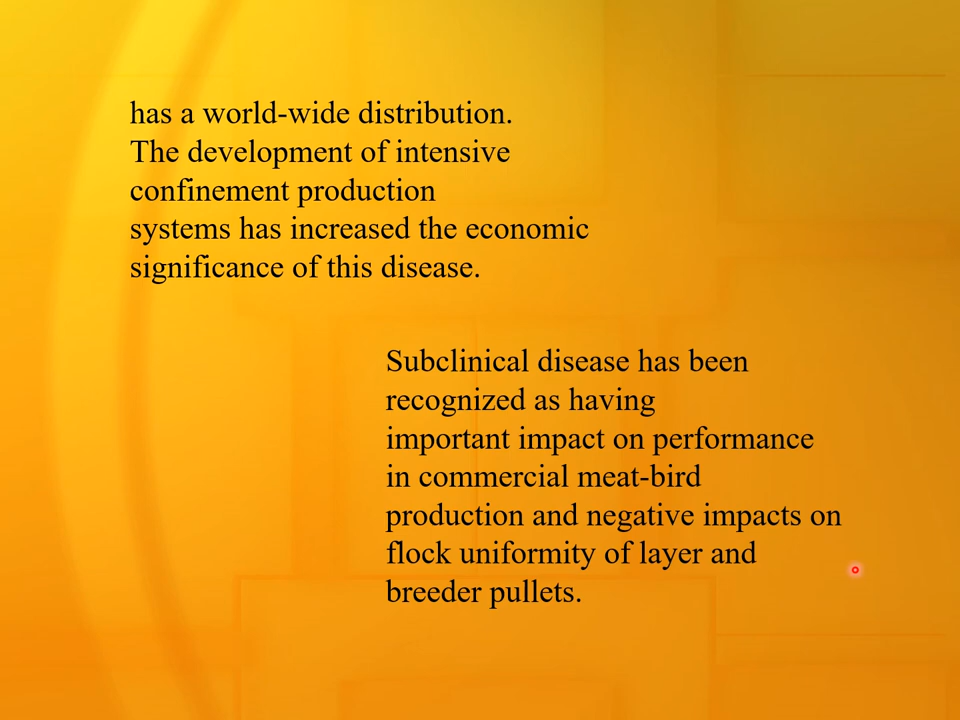 has a world-wide distribution.
The development of intensive
confinement production
systems has increased the economic
significance of this disease.
Subclinical disease has been
recognized as having
important impact on performance
in commercial meat-bird
production and negative impacts on
flock uniformity of layer and
breeder pullets.